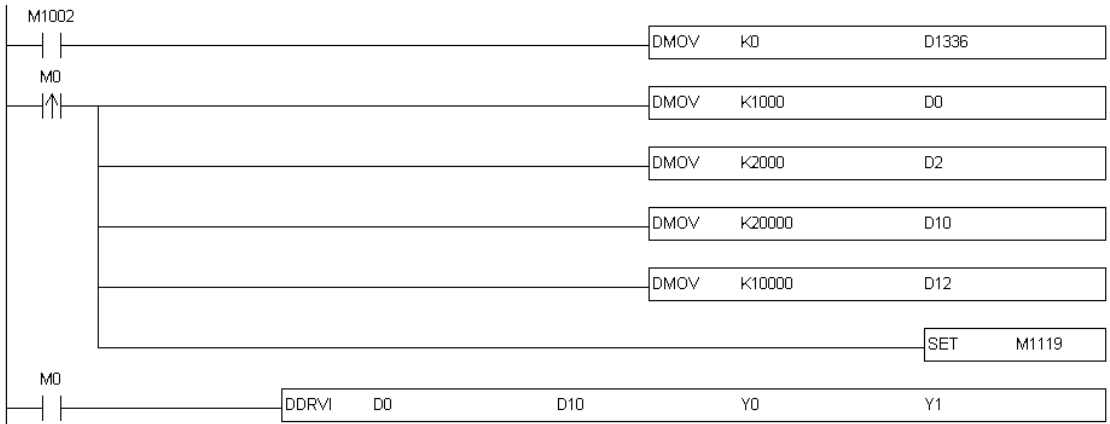 M1002
DMOV K0 D1336
M0
DMOV K1000 D0
DMOV K2000 D2
DMOV K20000 D10
DMOV K10000 D12
SET M1119
M0
DDRVI D0 D10 Y0 Y1